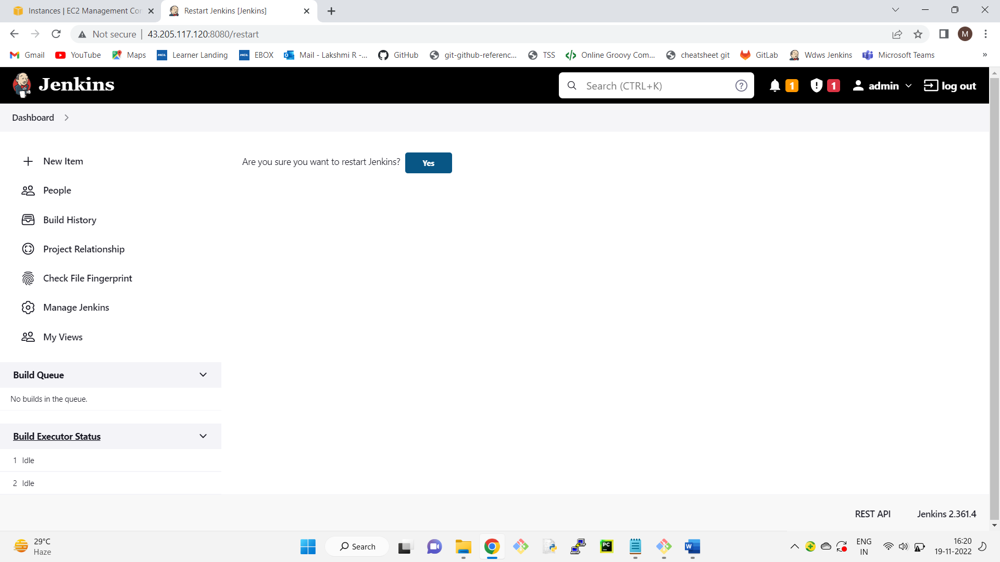 Instances | EC2 Management Con
Restart Jenkins [Jenkins]
Not secure
43.205.117.120:8080/restart
M
Gmail
YouTube
Maps
HCL
Learner Landing
HCL
EBOX
Mail - Lakshmi R -...
GitHub
git-github-referenc...
TSS
Online Groovy Com...
cheatsheet git
GitLab
Wdws Jenkins
Microsoft Teams
»
Jenkins
Search (CTRL+K)
1
1
admin
log out
Dashboard
New Item
Are you sure you want to restart Jenkins?
Yes
People
Build History
Project Relationship
Check File Fingerprint
Manage Jenkins
My Views
Build Queue
No builds in the queue.
Build Executor Status
1 Idle
2 Idle
REST API
Jenkins 2.361.4
29°C
Haze
Search
PC
W
ENG
IN
16:20
19-11-2022